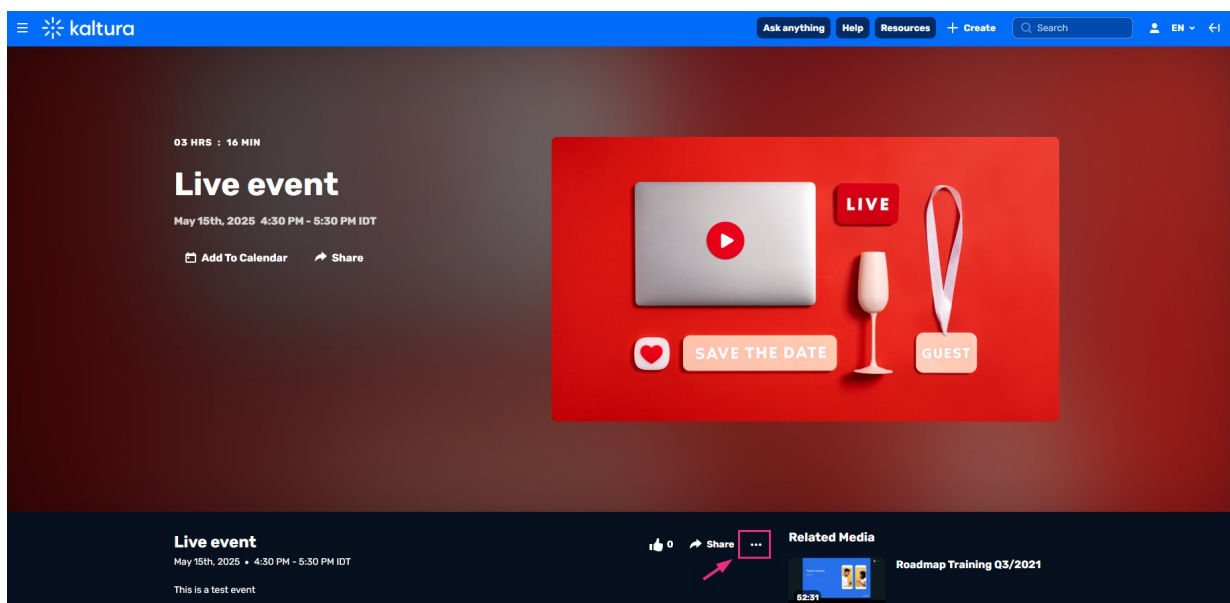 kaltura
Ask anything Help Resources + Create Search EN
03 HRS : 16 MIN
Live event
May 15th, 2025 4:30 PM - 5:30 PM IDT
Add To Calendar Share
LIVE
SAVE THE DATE
GUEST
Live event
0 Share ...
Related Media
May 15th, 2025 • 4:30 PM - 5:30 PM IDT
Roadmap Training Q3/2021
This is a test event
52:31